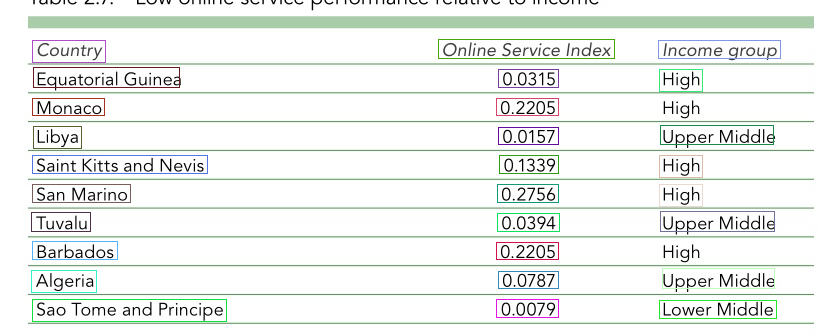 Table 2.7. Low online service performance relative to income
Country Online Service Index Income group
Equatorial Guinea 0.0315 High
Monaco 0.2205 High
Libya 0.0157 Upper Middle
Saint Kitts and Nevis 0.1339 High
San Marino 0.2756 High
Tuvalu 0.0394 Upper Middle
Barbados 0.2205 High
Algeria 0.0787 Upper Middle
Sao Tome and Principe 0.0079 Lower Middle